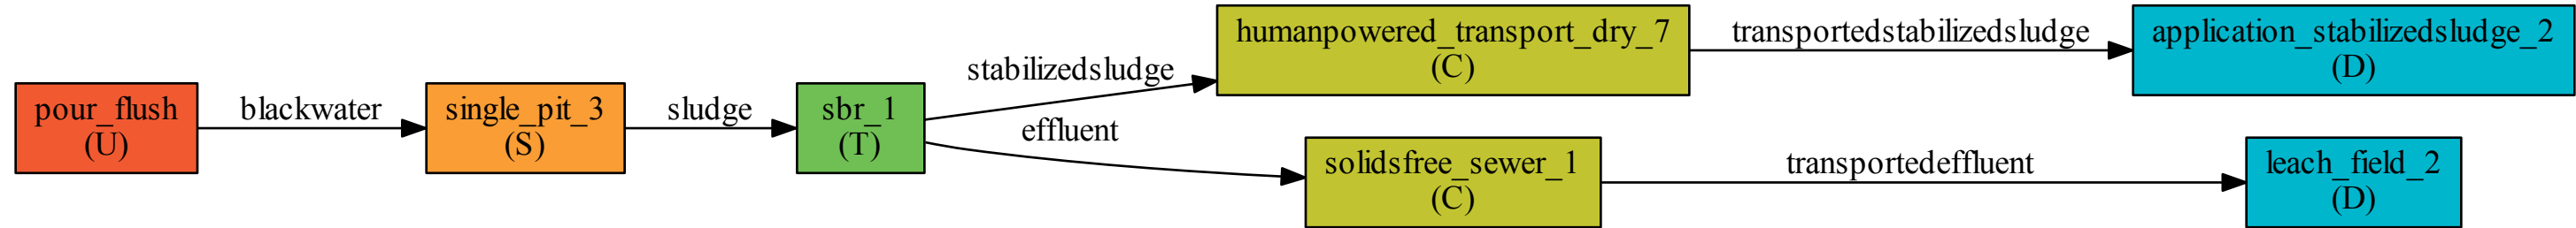 pour_flush
(U)
blackwater
single_pit_3
(S)
sludge
sbr_1
(T)
stabilizedsludge
effluent
humanpowered_transport_dry_7
(C)
transportedstabilizedsludge
application_stabilizedsludge_2
(D)
solidsfree_sewer_1
(C)
transportedeffluent
leach_field_2
(D)